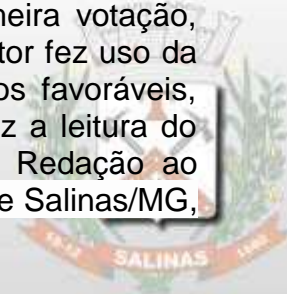 neira votação,
tor fez uso da
os favoráveis,
z a leitura do
Redação ao
e Salinas/MG,
SALINAS